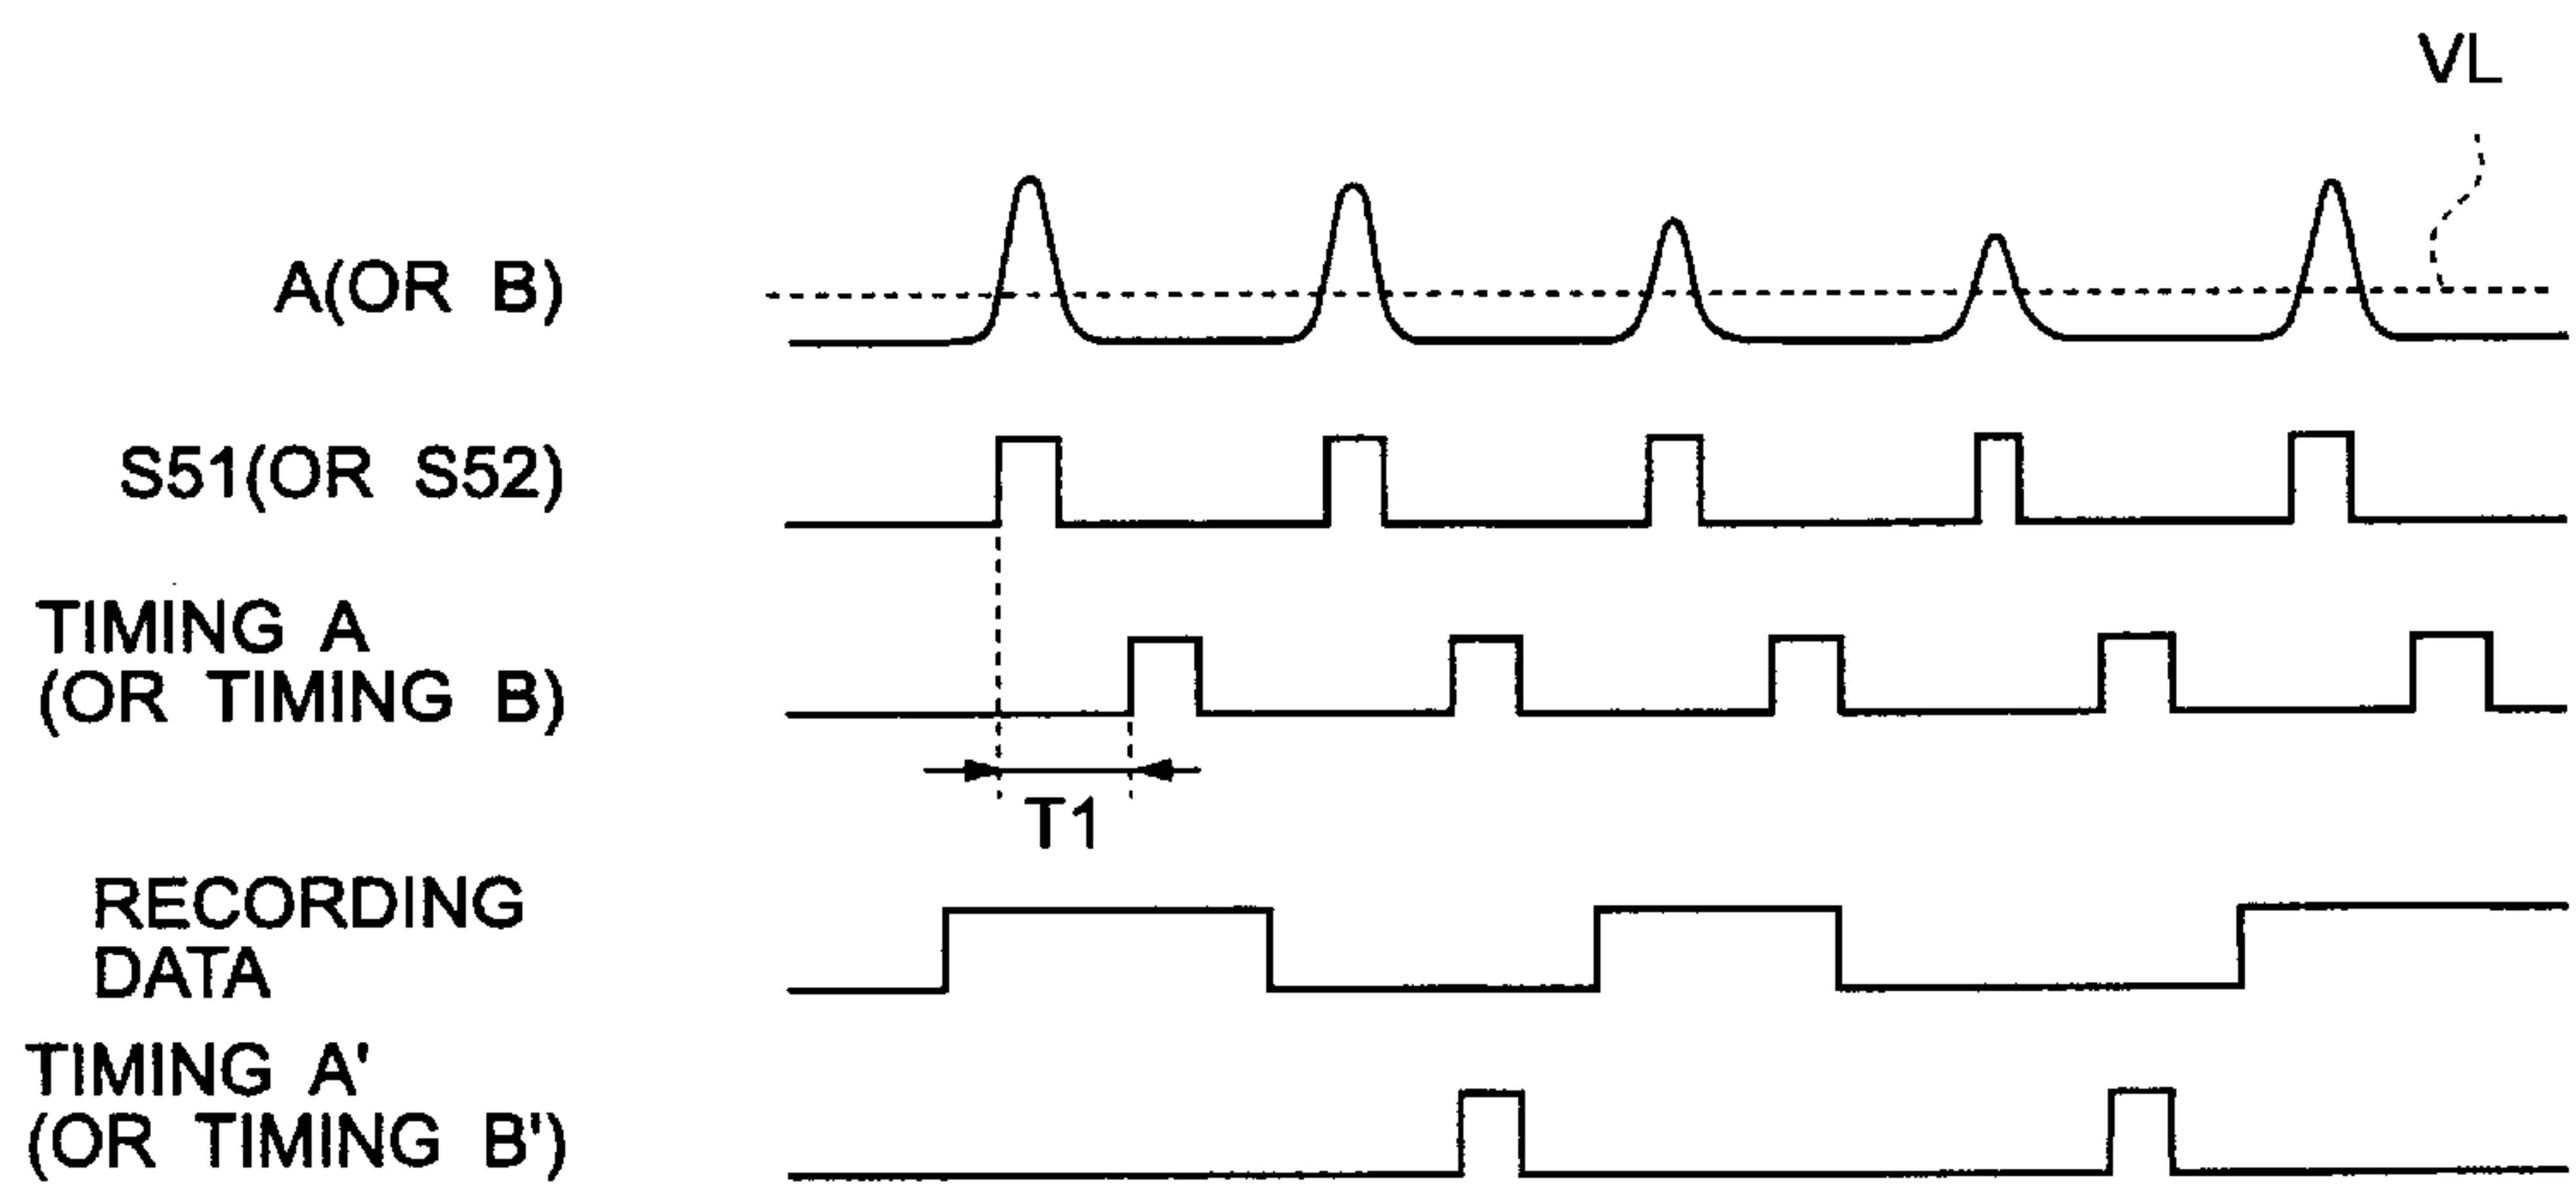 VL
A(OR B)
S51(OR S52)
TIMING A
(OR TIMING B)
T1
RECORDING
DATA
TIMING A'
(OR TIMING B')